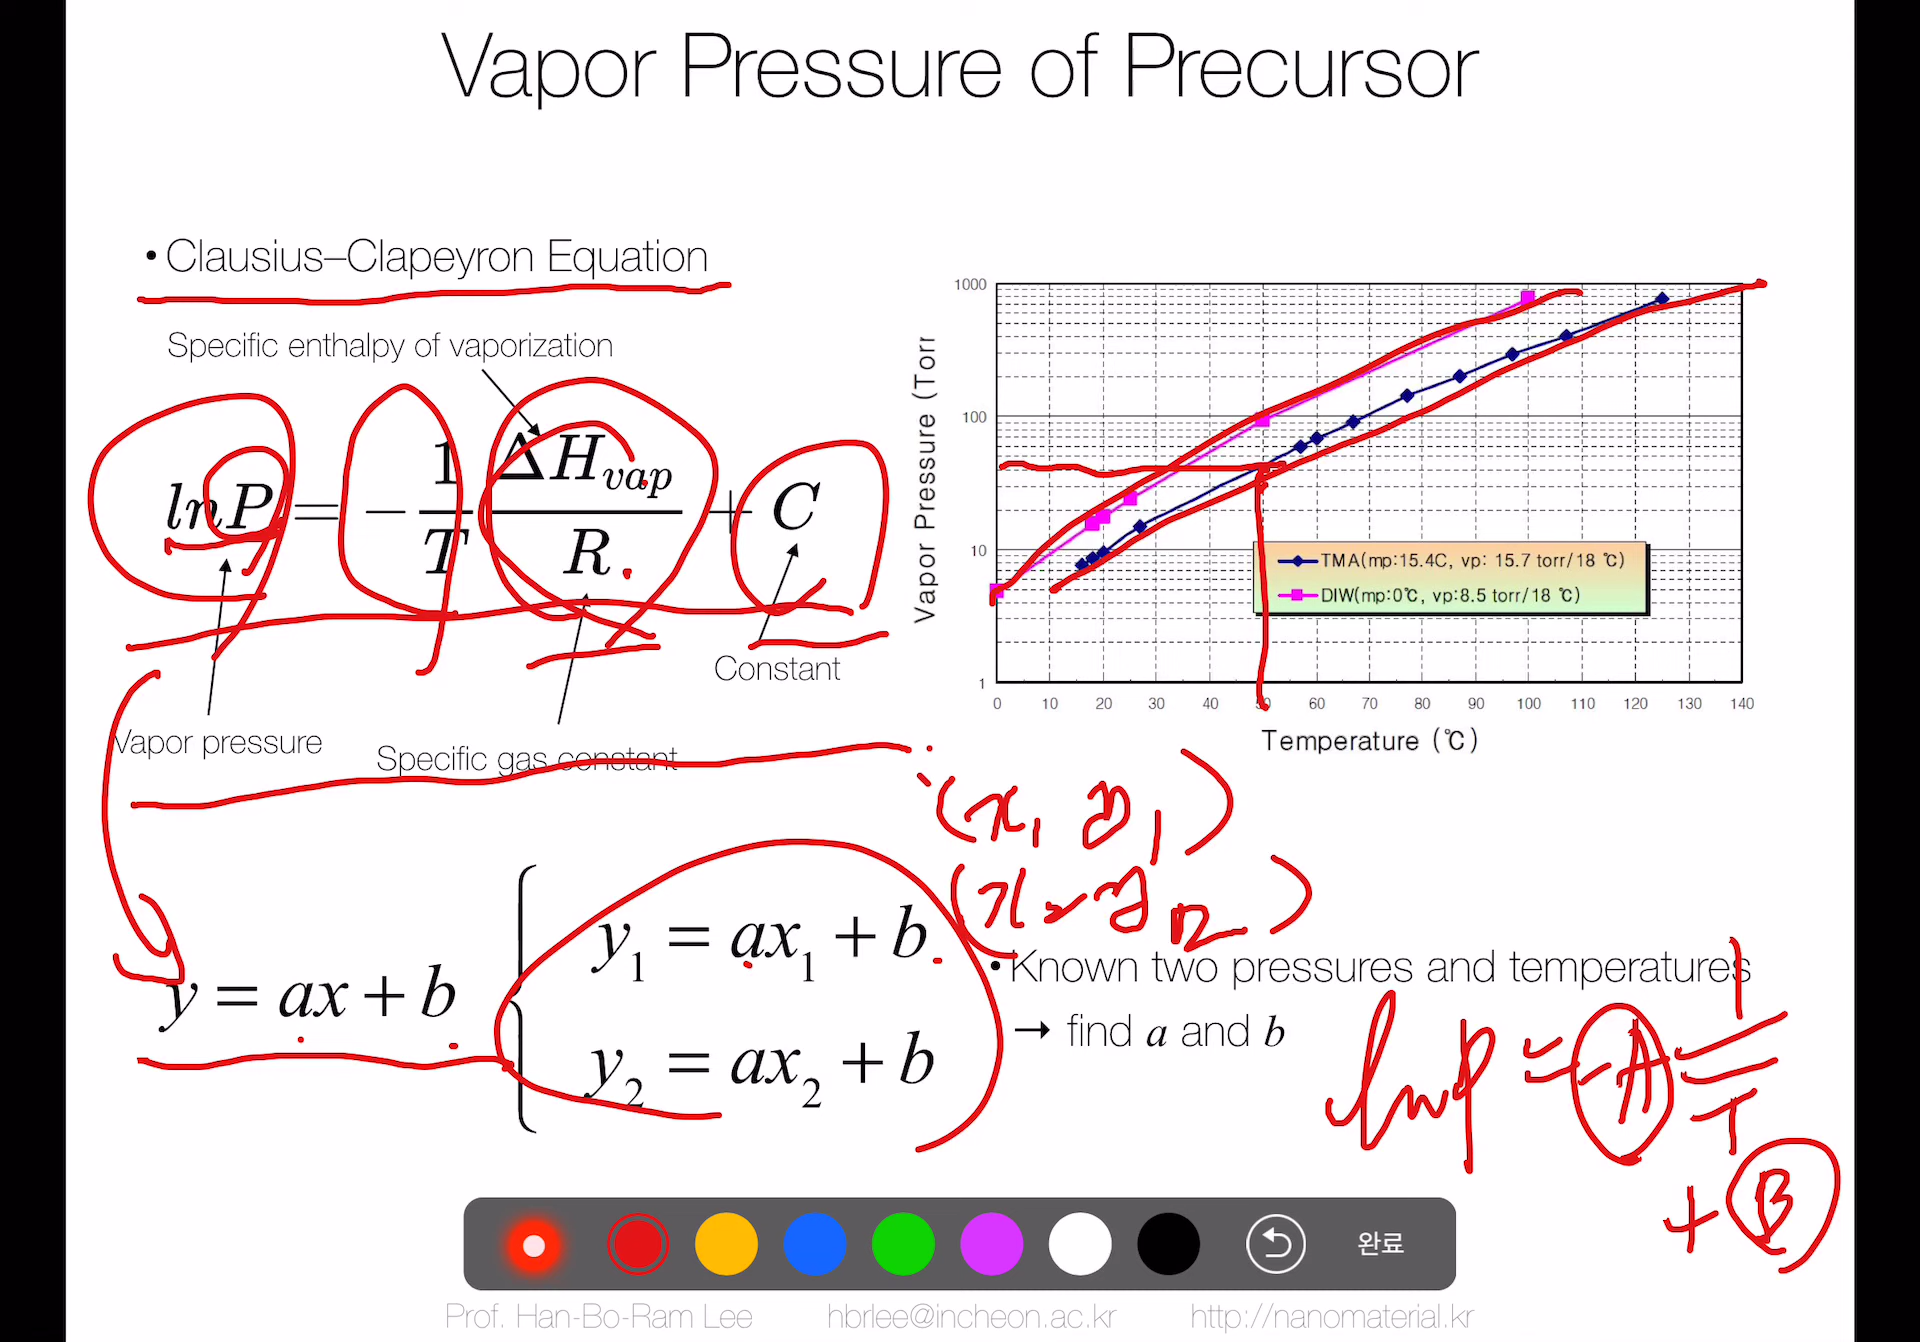 Vapor Pressure of Precursor
• Clausius–Clapeyron Equation
Specific enthalpy of vaporization
lnP = − 1/T ΔH_vap/R + C
Constant
Vapor pressure
Specific gas constant
Vapor Pressure (Torr
1000
100
10
1
TMA(mp:15.4C, vp: 15.7 torr/18 ℃)
DIW(mp:0℃, vp:8.5 torr/18 ℃)
0 10 20 30 40 50 60 70 80 90 100 110 120 130 140
Temperature (℃)
(x₁ y₁)
(x₂ y₂)
y = ax + b
y₁ = ax₁ + b
y₂ = ax₂ + b
• Known two pressures and temperatures
→ find a and b
lnP = -A 1/T
+ B
완료
Prof. Han-Bo-Ram Lee hbrlee@incheon.ac.kr http://nanomaterial.kr